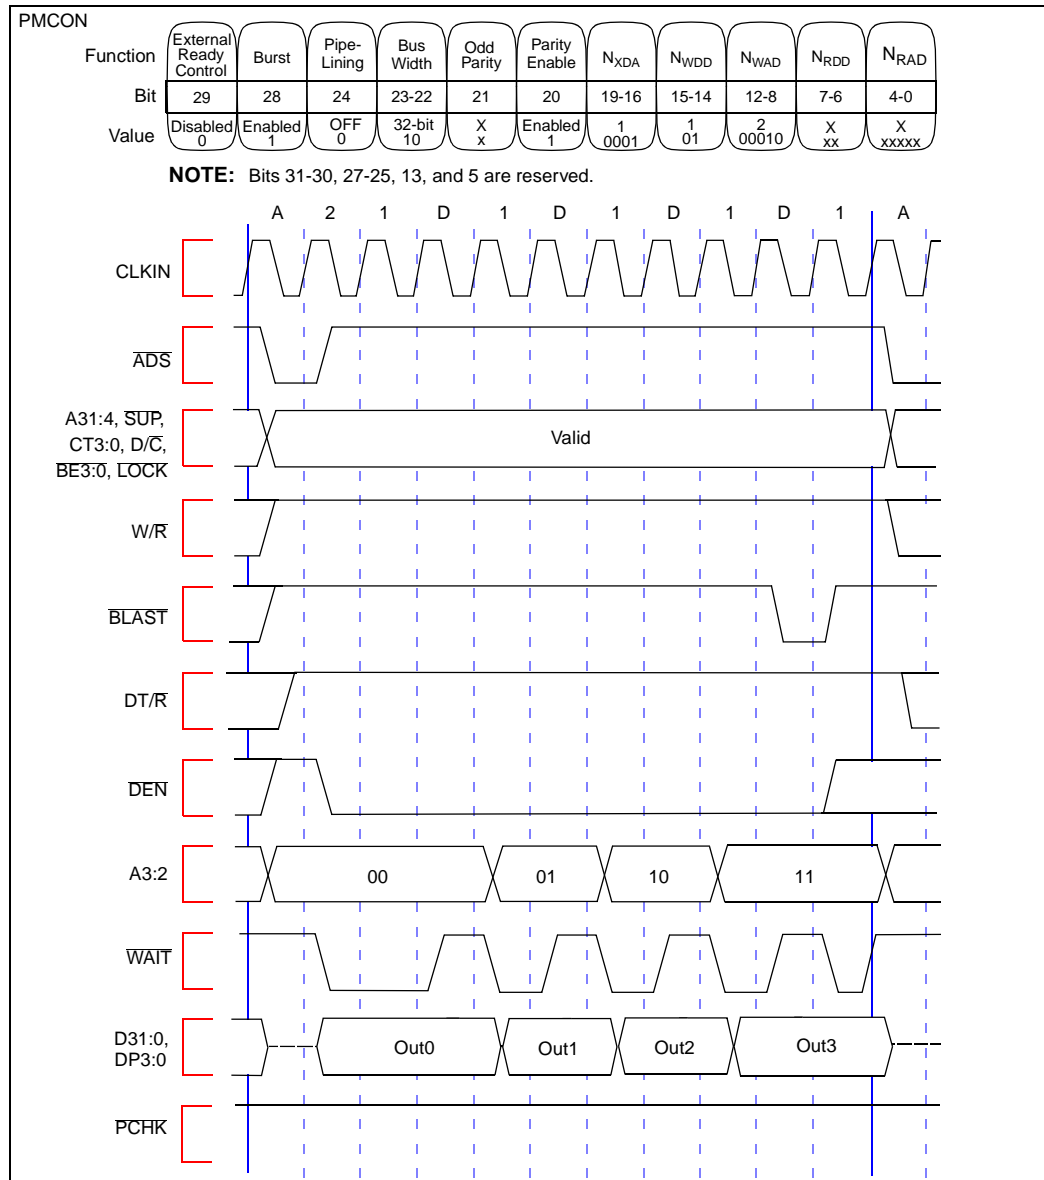 PMCON
Function External Ready Control Burst Pipe-Lining Bus Width Odd Parity Parity Enable NXDA NWDD NWAD NRDD NRAD
Bit 29 28 24 23-22 21 20 19-16 15-14 12-8 7-6 4-0
Value Disabled 0 Enabled 1 OFF 0 32-bit 10 X x Enabled 1 1 0001 1 01 2 00010 X xx X xxxxx
NOTE: Bits 31-30, 27-25, 13, and 5 are reserved.
A 2 1 D 1 D 1 D 1 D 1 A
CLKIN
ADS
A31:4, SUP,
CT3:0, D/C,
BE3:0, LOCK
Valid
W/R
BLAST
DT/R
DEN
A3:2 00 01 10 11
WAIT
D31:0,
DP3:0
Out0 Out1 Out2 Out3
PCHK